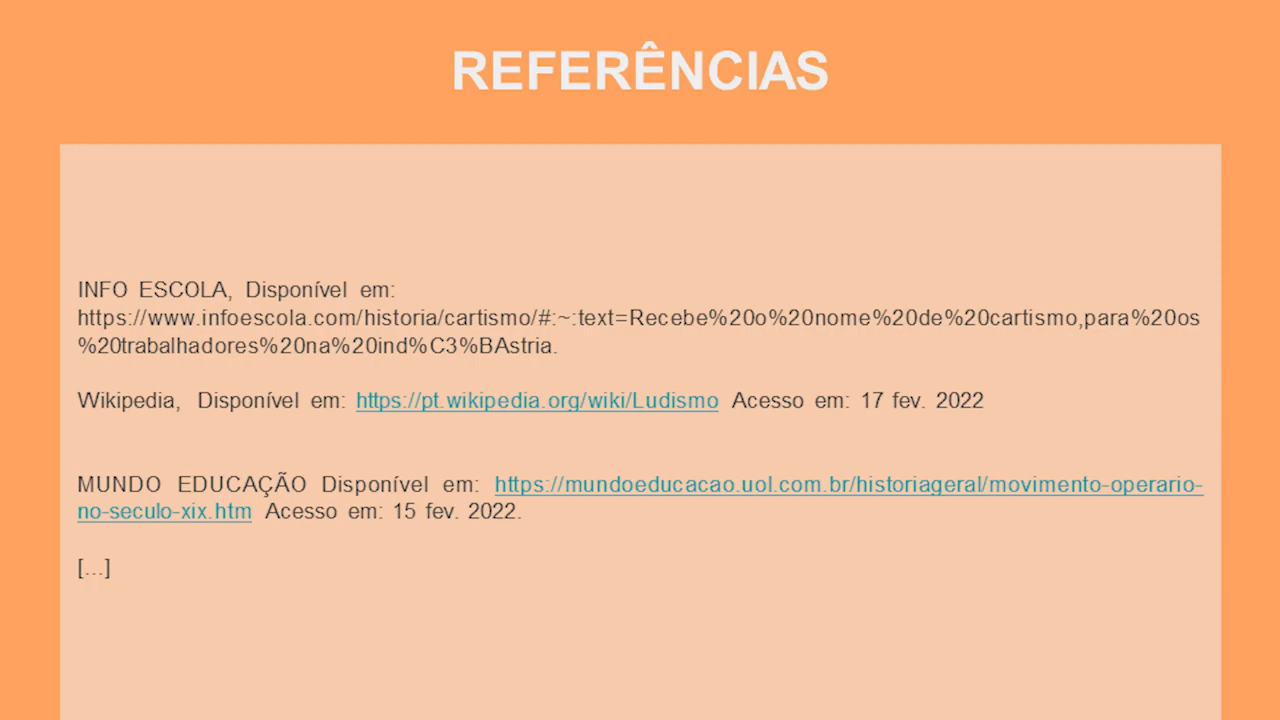 REFERÊNCIAS
INFO ESCOLA, Disponível em:
https://www.infoescola.com/historia/cartismo/#:~:text=Recebe%20o%20nome%20de%20cartismo,para%20os
%20trabalhadores%20na%20ind%C3%BAstria.
Wikipedia, Disponível em: https://pt.wikipedia.org/wiki/Ludismo Acesso em: 17 fev. 2022
MUNDO EDUCAÇÃO Disponível em: https://mundoeducacao.uol.com.br/historiageral/movimento-operario-
no-seculo-xix.htm Acesso em: 15 fev. 2022.
[...]